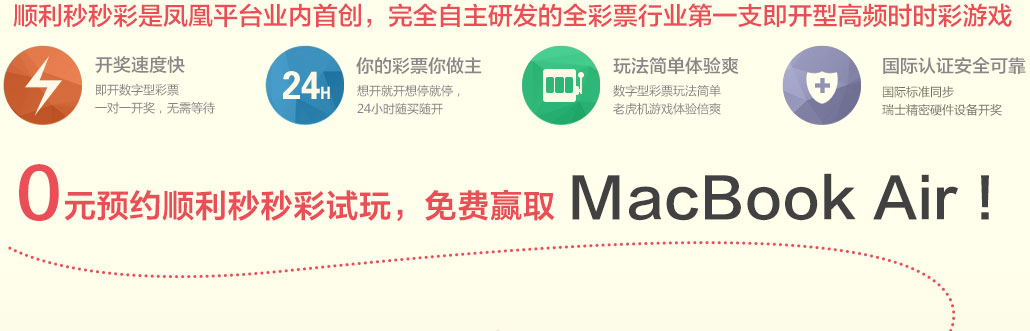 顺利秒秒彩是凤凰平台业内首创，完全自主研发的全彩票行业第一支即开型高频时时彩游戏
开奖速度快
即开数字型彩票
一对一开奖，无需等待
24H
你的彩票你做主
想开就开想停就停，
24小时随买随开
玩法简单体验爽
数字型彩票玩法简单
老虎机游戏体验倍爽
国际认证安全可靠
国际标准同步
瑞士精密硬件设备开奖
0元预约顺利秒秒彩试玩，免费赢取 MacBook Air！